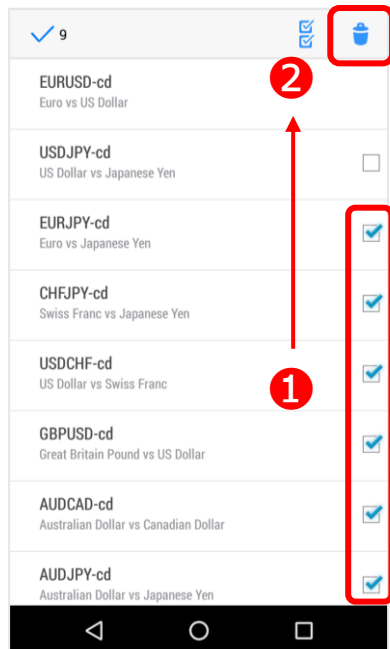 9
2
EURUSD-cd
Euro vs US Dollar
USDJPY-cd
US Dollar vs Japanese Yen
EURJPY-cd
Euro vs Japanese Yen
CHFJPY-cd
Swiss Franc vs Japanese Yen
USDCHF-cd
US Dollar vs Swiss Franc
1
GBPUSD-cd
Great Britain Pound vs US Dollar
AUDCAD-cd
Australian Dollar vs Canadian Dollar
AUDJPY-cd
Australian Dollar vs Japanese Yen